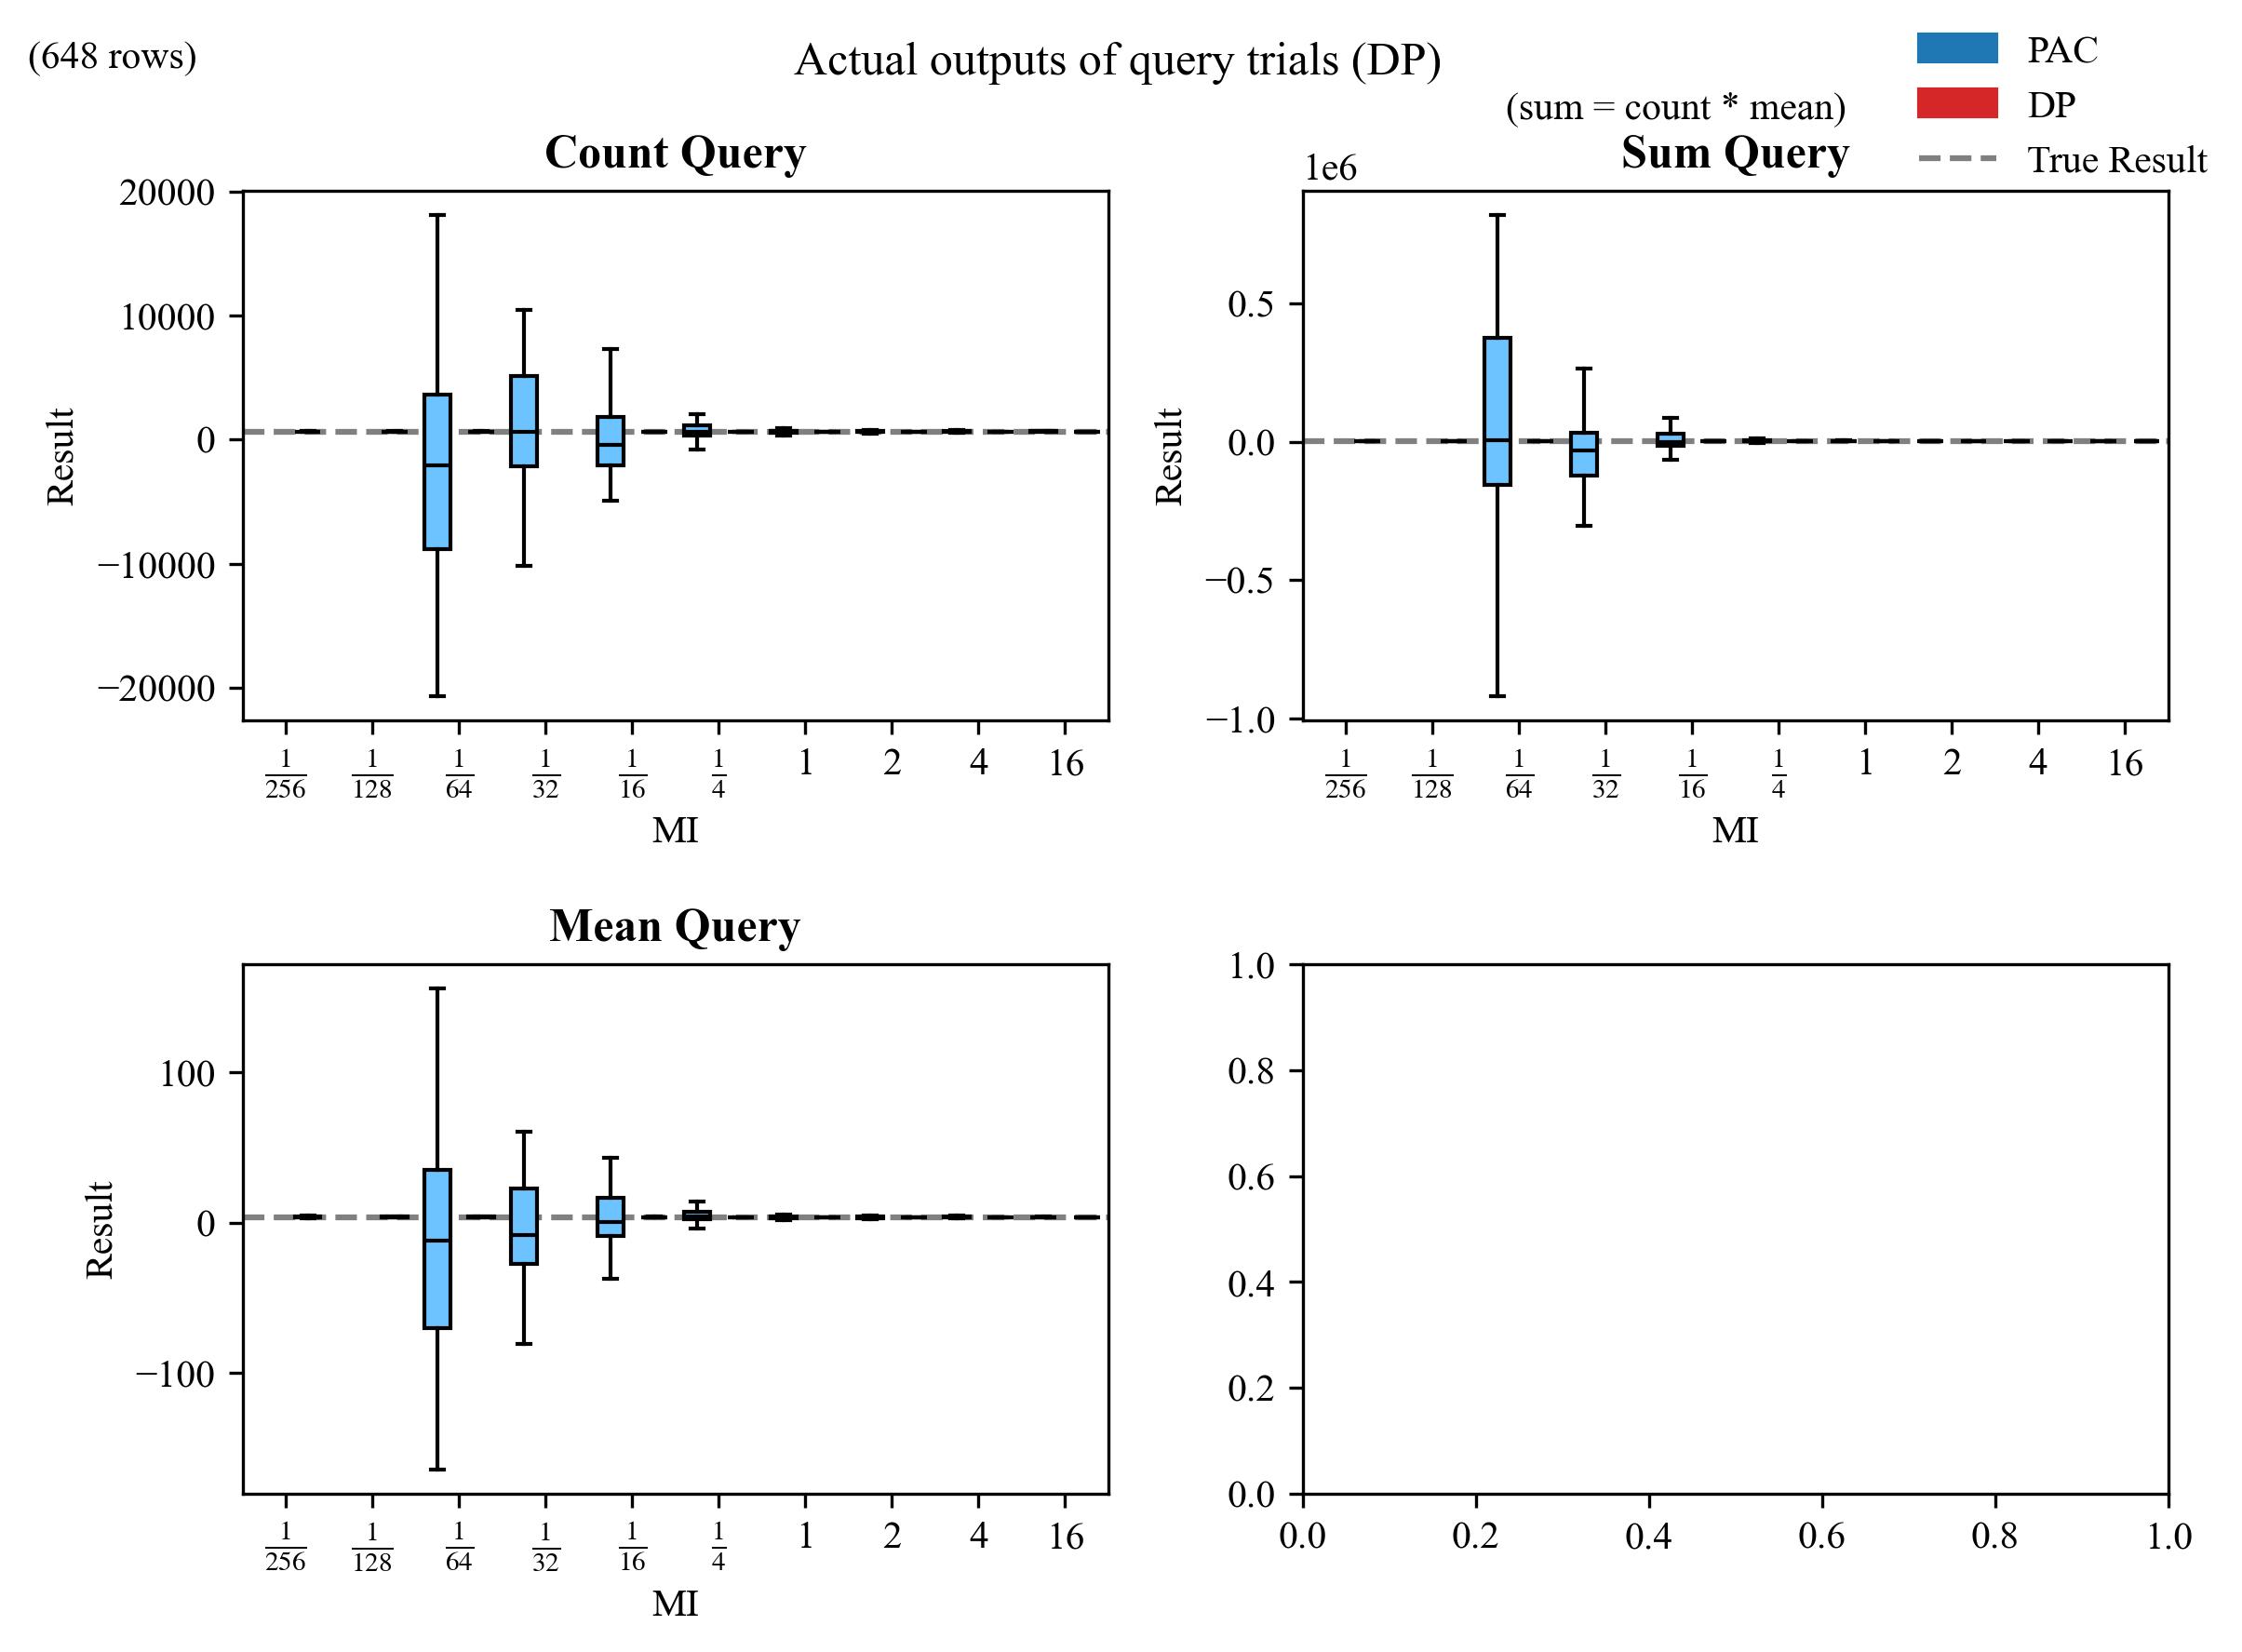 (648 rows)
Actual outputs of query trials (DP)
PAC
DP
True Result
(sum = count * mean)
Count Query
20000
10000
0
−10000
−20000
Result
1/256 1/128 1/64 1/32 1/16 1/4 1 2 4 16
MI
Sum Query
1e6
0.5
0.0
−0.5
−1.0
Result
1/256 1/128 1/64 1/32 1/16 1/4 1 2 4 16
MI
Mean Query
100
0
−100
Result
1/256 1/128 1/64 1/32 1/16 1/4 1 2 4 16
MI
1.0
0.8
0.6
0.4
0.2
0.0
0.0 0.2 0.4 0.6 0.8 1.0